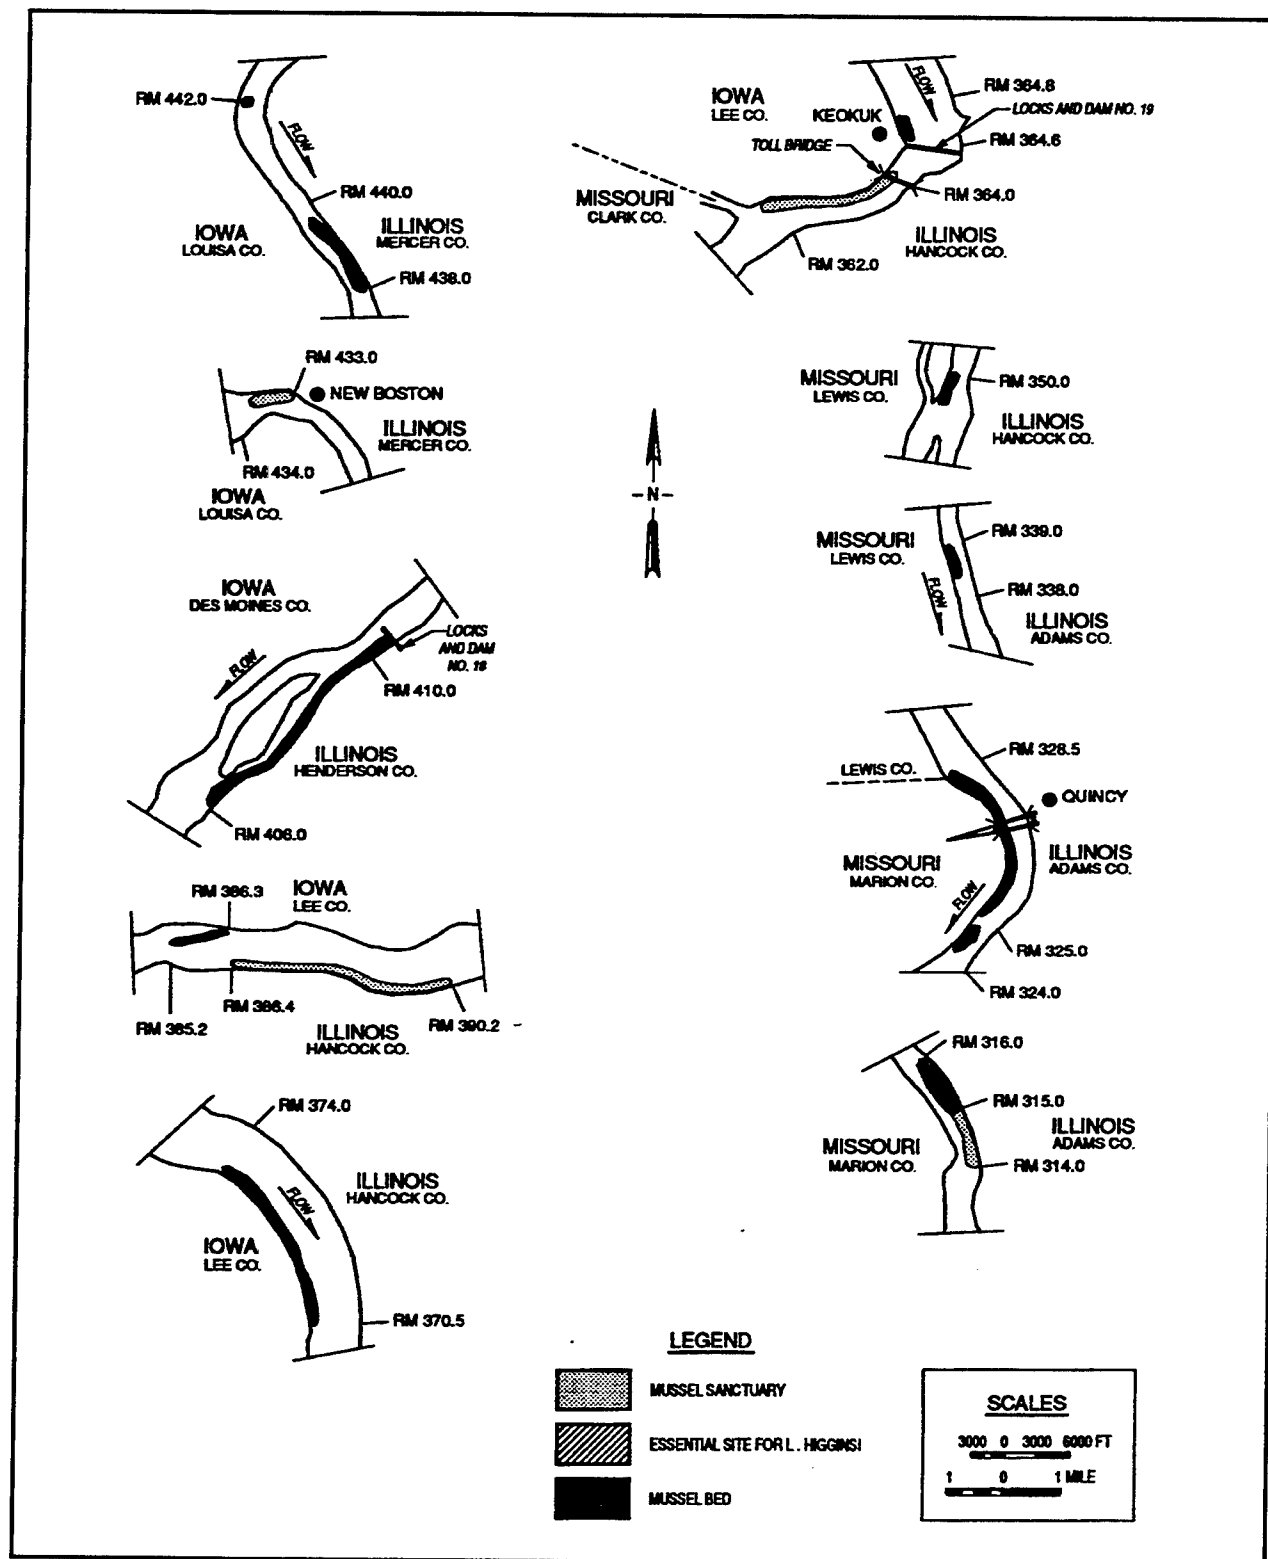 RM 442.0
FLOW
RM 440.0
IOWA
LOUISA CO.
ILLINOIS
MERCER CO.
RM 438.0
RM 433.0
NEW BOSTON
ILLINOIS
MERCER CO.
RM 434.0
IOWA
LOUISA CO.
IOWA
DES MOINES CO.
FLOW
LOCKS
AND DAM
NO. 18
RM 410.0
ILLINOIS
HENDERSON CO.
RM 406.0
RM 386.3
IOWA
LEE CO.
RM 385.2
RM 386.4
ILLINOIS
HANCOCK CO.
RM 390.2
RM 374.0
ILLINOIS
HANCOCK CO.
FLOW
IOWA
LEE CO.
RM 370.5
IOWA
LEE CO.
KEOKUK
TOLL BRIDGE
FLOW
RM 364.8
LOCKS AND DAM NO. 19
RM 364.6
RM 364.0
MISSOURI
CLARK CO.
ILLINOIS
HANCOCK CO.
RM 362.0
MISSOURI
LEWIS CO.
RM 350.0
ILLINOIS
HANCOCK CO.
N
MISSOURI
LEWIS CO.
RM 339.0
FLOW
RM 338.0
ILLINOIS
ADAMS CO.
RM 328.5
LEWIS CO.
QUINCY
MISSOURI
MARION CO.
ILLINOIS
ADAMS CO.
FLOW
RM 325.0
RM 324.0
RM 316.0
RM 315.0
ILLINOIS
ADAMS CO.
MISSOURI
MARION CO.
RM 314.0
LEGEND
MUSSEL SANCTUARY
ESSENTIAL SITE FOR L. HIGGINSI
MUSSEL BED
SCALES
3000 0 3000 6000 FT
1 0 1 MILE